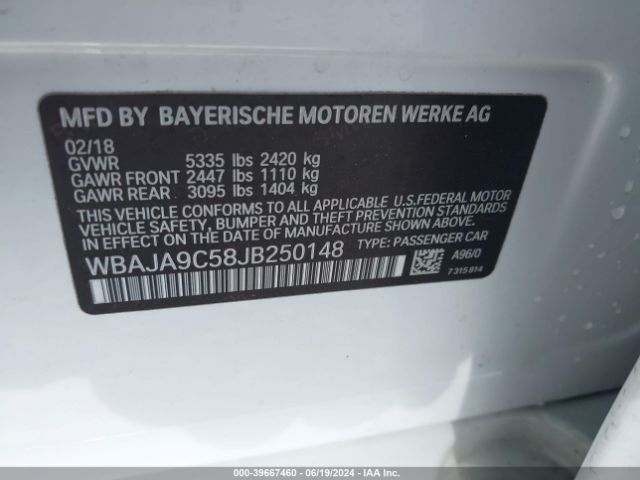 MFD BY BAYERISCHE MOTOREN WERKE AG
02/18
GVWR 5335 lbs 2420 kg
GAWR FRONT 2447 lbs 1110 kg
GAWR REAR 3095 lbs 1404 kg
THIS VEHICLE CONFORMS TO ALL APPLICABLE U.S.FEDERAL MOTOR
VEHICLE SAFETY, BUMPER AND THEFT PREVENTION STANDARDS
IN EFFECT ON THE DATE OF MANUFACTURE SHOWN ABOVE.
WBAJA9C58JB250148 TYPE: PASSENGER CAR
A96/0
7 315 814
000-39667460 - 06/19/2024 - IAA Inc.